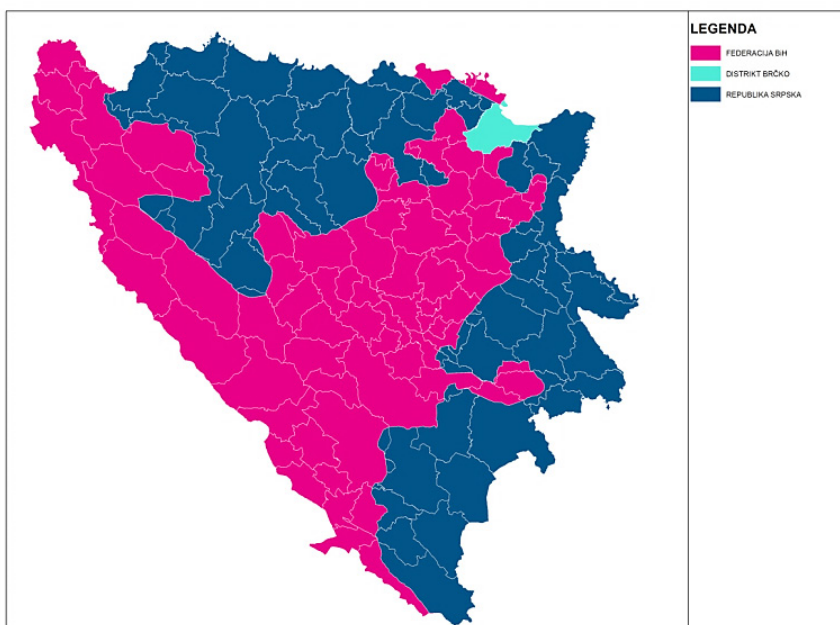 LEGENDA
FEDERACIJA BiH
DISTRIKT BRČKO
REPUBLIKA SRPSKA